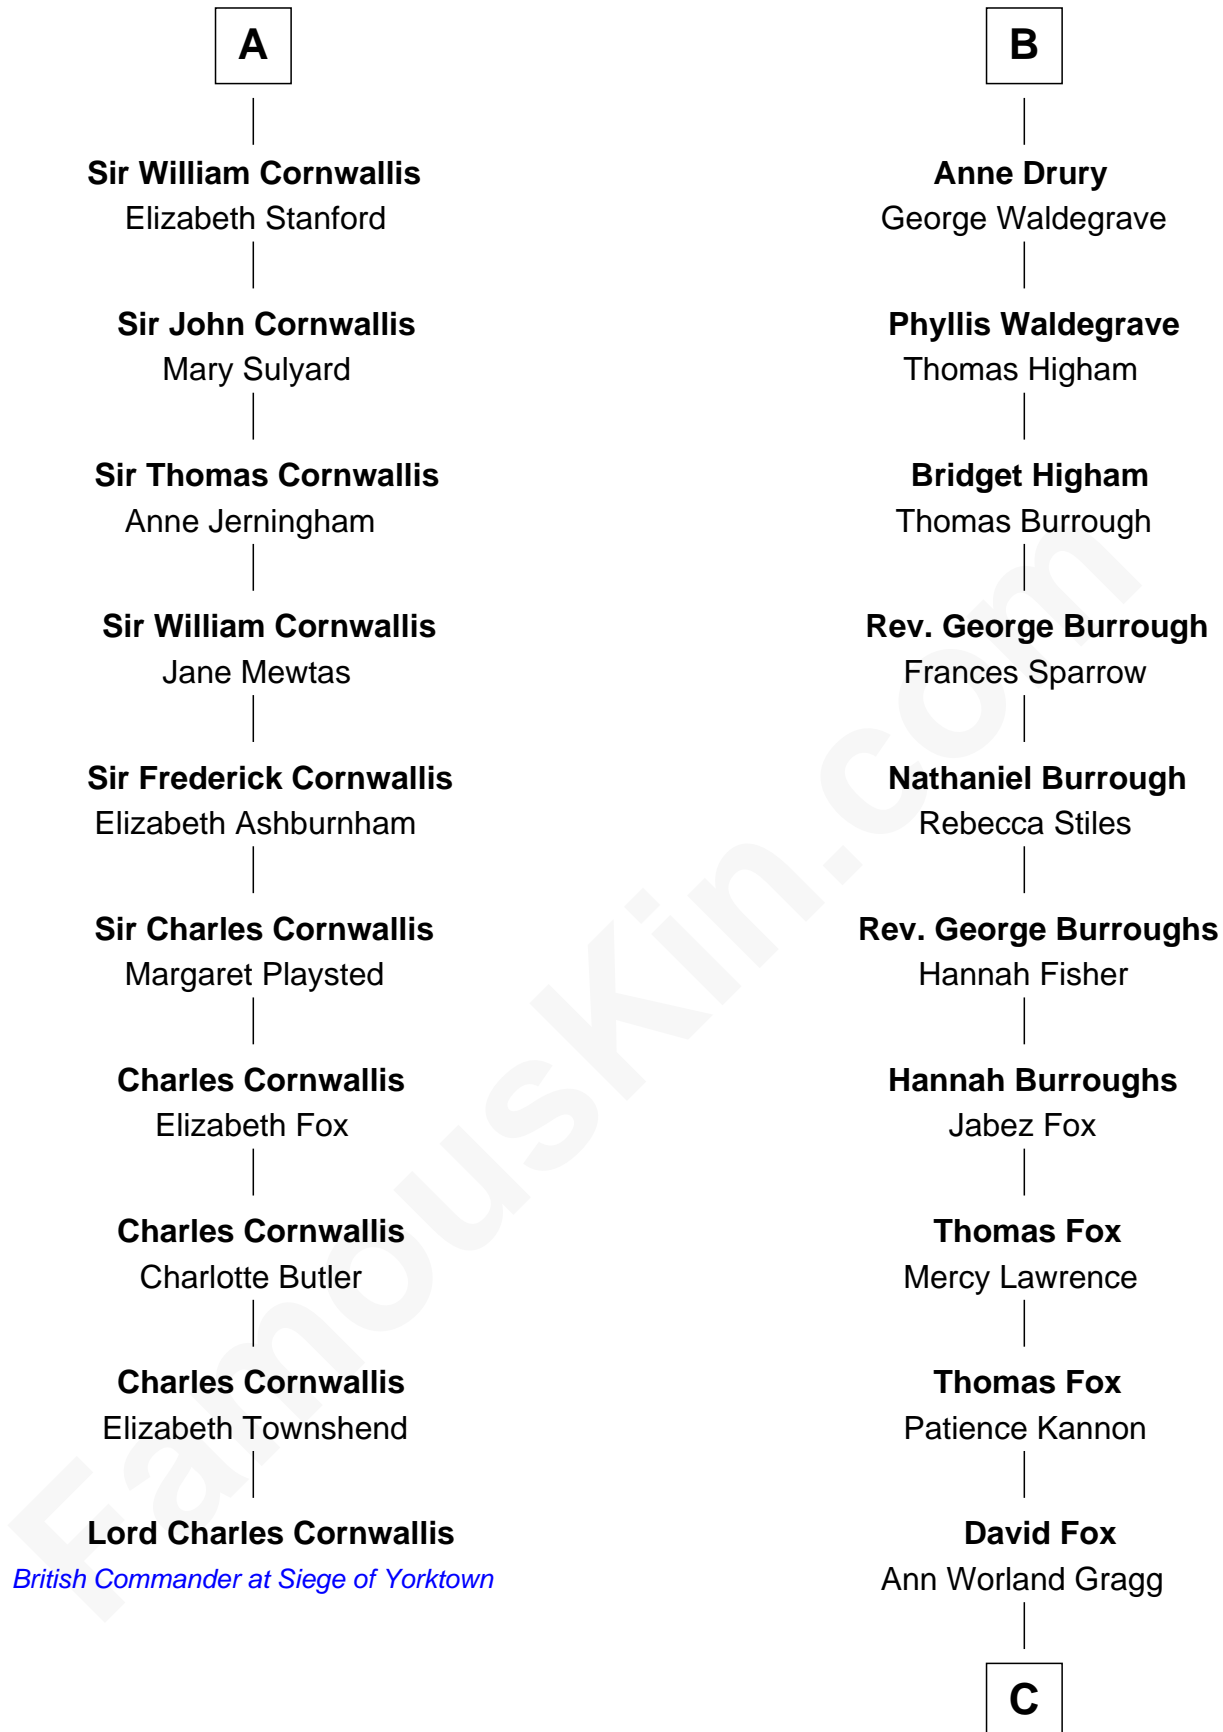 A
Sir William Cornwallis
Elizabeth Stanford
Sir John Cornwallis
Mary Sulyard
Sir Thomas Cornwallis
Anne Jerningham
Sir William Cornwallis
Jane Mewtas
Sir Frederick Cornwallis
Elizabeth Ashburnham
Sir Charles Cornwallis
Margaret Playsted
Charles Cornwallis
Elizabeth Fox
Charles Cornwallis
Charlotte Butler
Charles Cornwallis
Elizabeth Townshend
Lord Charles Cornwallis
British Commander at Siege of Yorktown
B
Anne Drury
George Waldegrave
Phyllis Waldegrave
Thomas Higham
Bridget Higham
Thomas Burrough
Rev. George Burrough
Frances Sparrow
Nathaniel Burrough
Rebecca Stiles
Rev. George Burroughs
Hannah Fisher
Hannah Burroughs
Jabez Fox
Thomas Fox
Mercy Lawrence
Thomas Fox
Patience Kannon
David Fox
Ann Worland Gragg
C
FamousKin.com